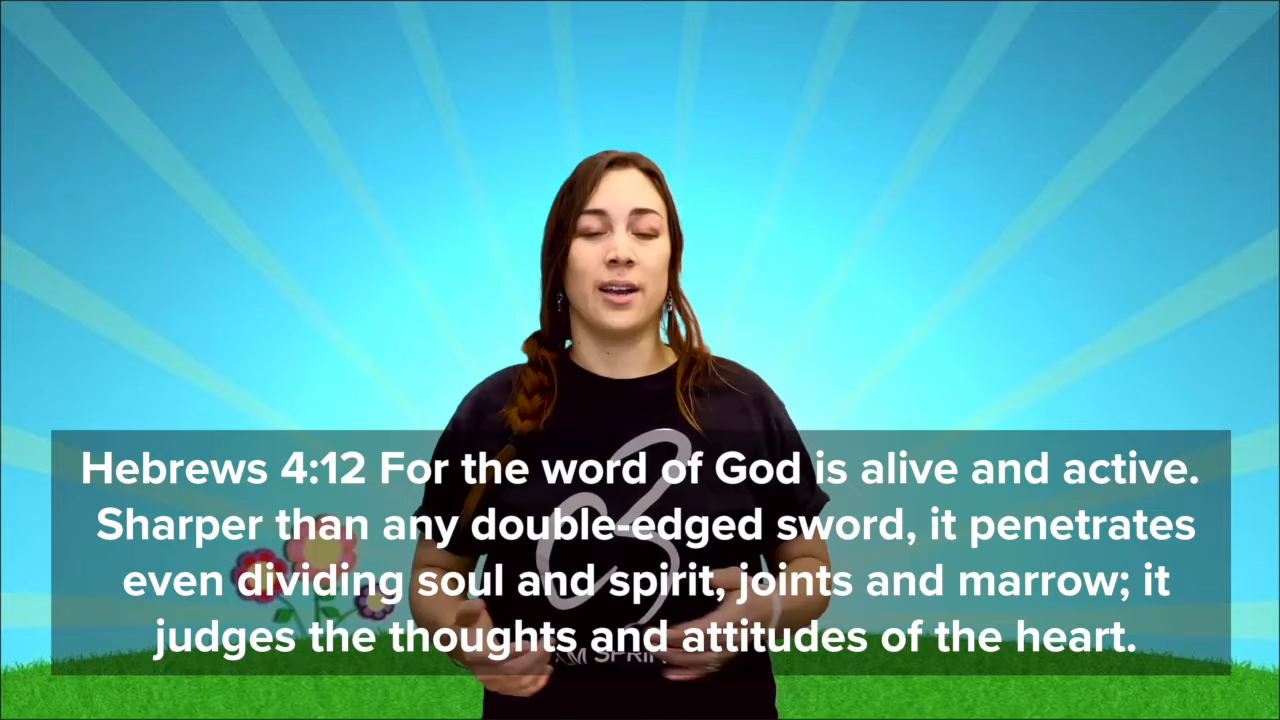 Hebrews 4:12 For the word of God is alive and active.
Sharper than any double-edged sword, it penetrates
even dividing soul and spirit, joints and marrow; it
judges the thoughts and attitudes of the heart.